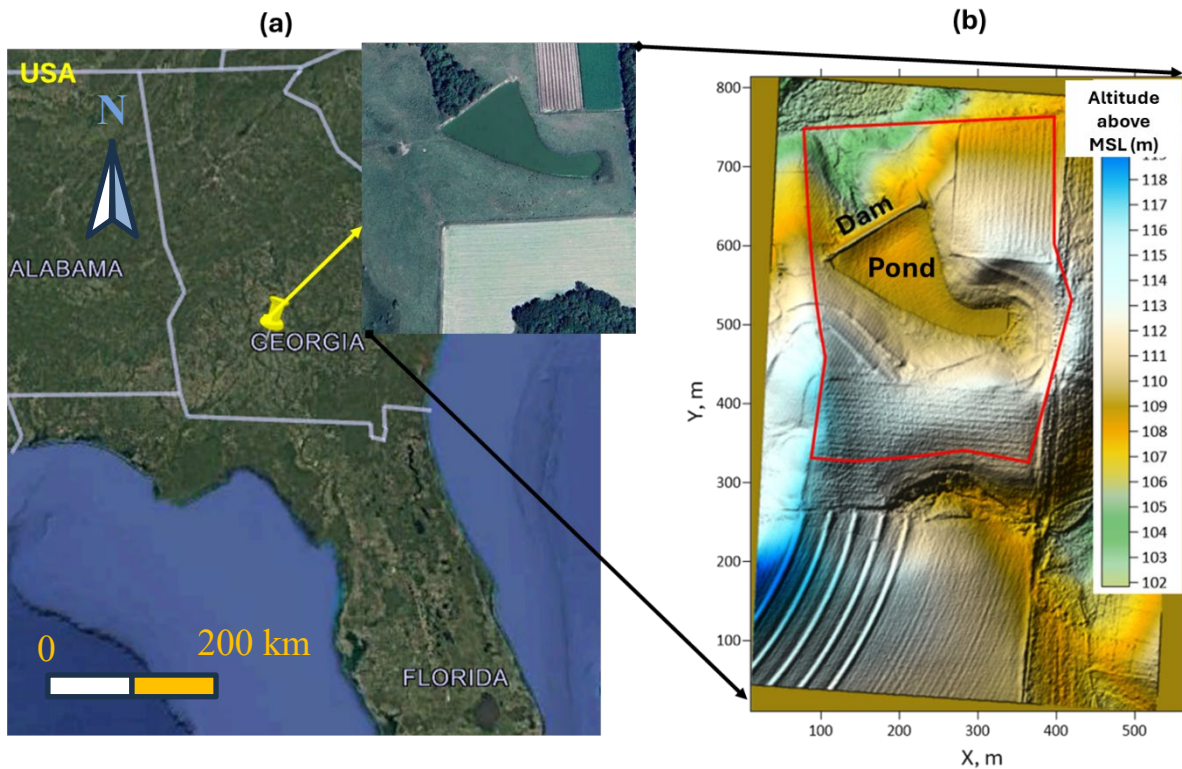 (a)
USA
N
ALABAMA
GEORGIA
0
200 km
FLORIDA
(b)
800
700
600
500
400
300
200
100
Y, m
Dam
Pond
Altitude
above
MSL (m)
118
117
116
115
114
113
112
111
110
109
108
107
106
105
104
103
102
100
200
300
400
500
X, m